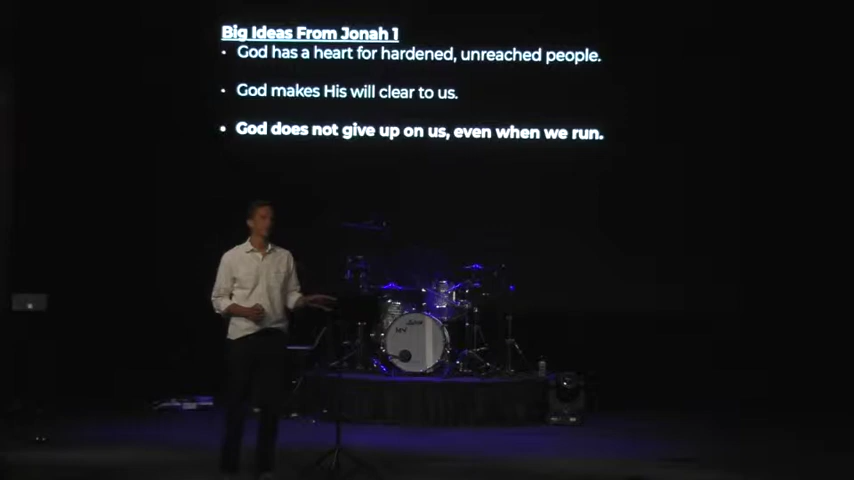 Big Ideas From Jonah 1
• God has a heart for hardened, unreached people.
• God makes His will clear to us.
• God does not give up on us, even when we run.